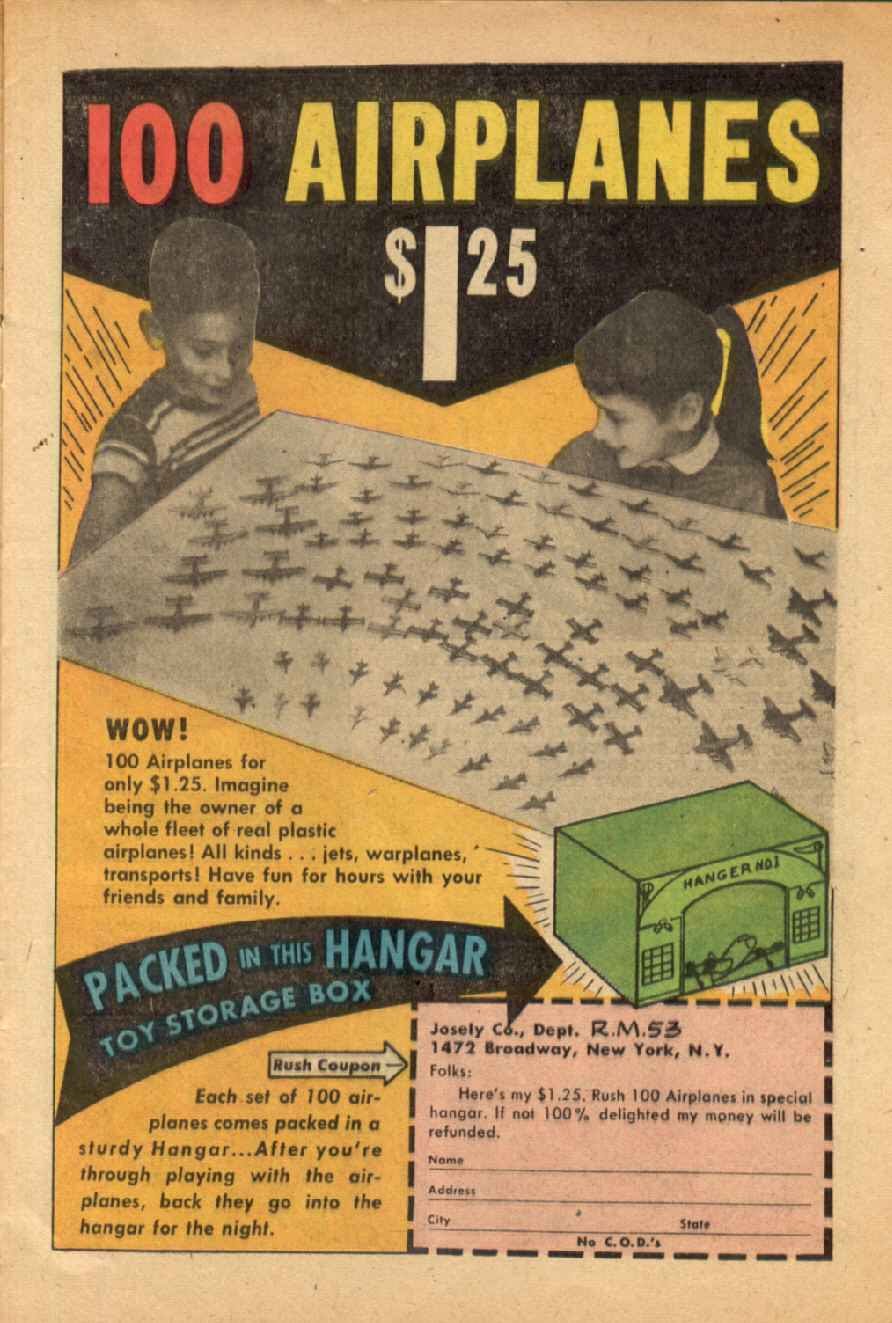 100 AIRPLANES
$1 25
WOW!
100 Airplanes for
only $1.25. Imagine
being the owner of a
whole fleet of real plastic
airplanes! All kinds . . . jets, warplanes,
transports! Have fun for hours with your
friends and family.
HANGER NO.1
PACKED IN THIS HANGAR
TOY STORAGE BOX
Rush Coupon
Each set of 100 air-
planes comes packed in a
sturdy Hangar...After you're
through playing with the air-
planes, back they go into the
hangar for the night.
Josely Co., Dept. R.M.53
1472 Broadway, New York, N.Y.
Folks:
Here's my $1.25. Rush 100 Airplanes in special
hangar. If not 100% delighted my money will be
refunded.
Name
Address
City State
No C.O.D.'s